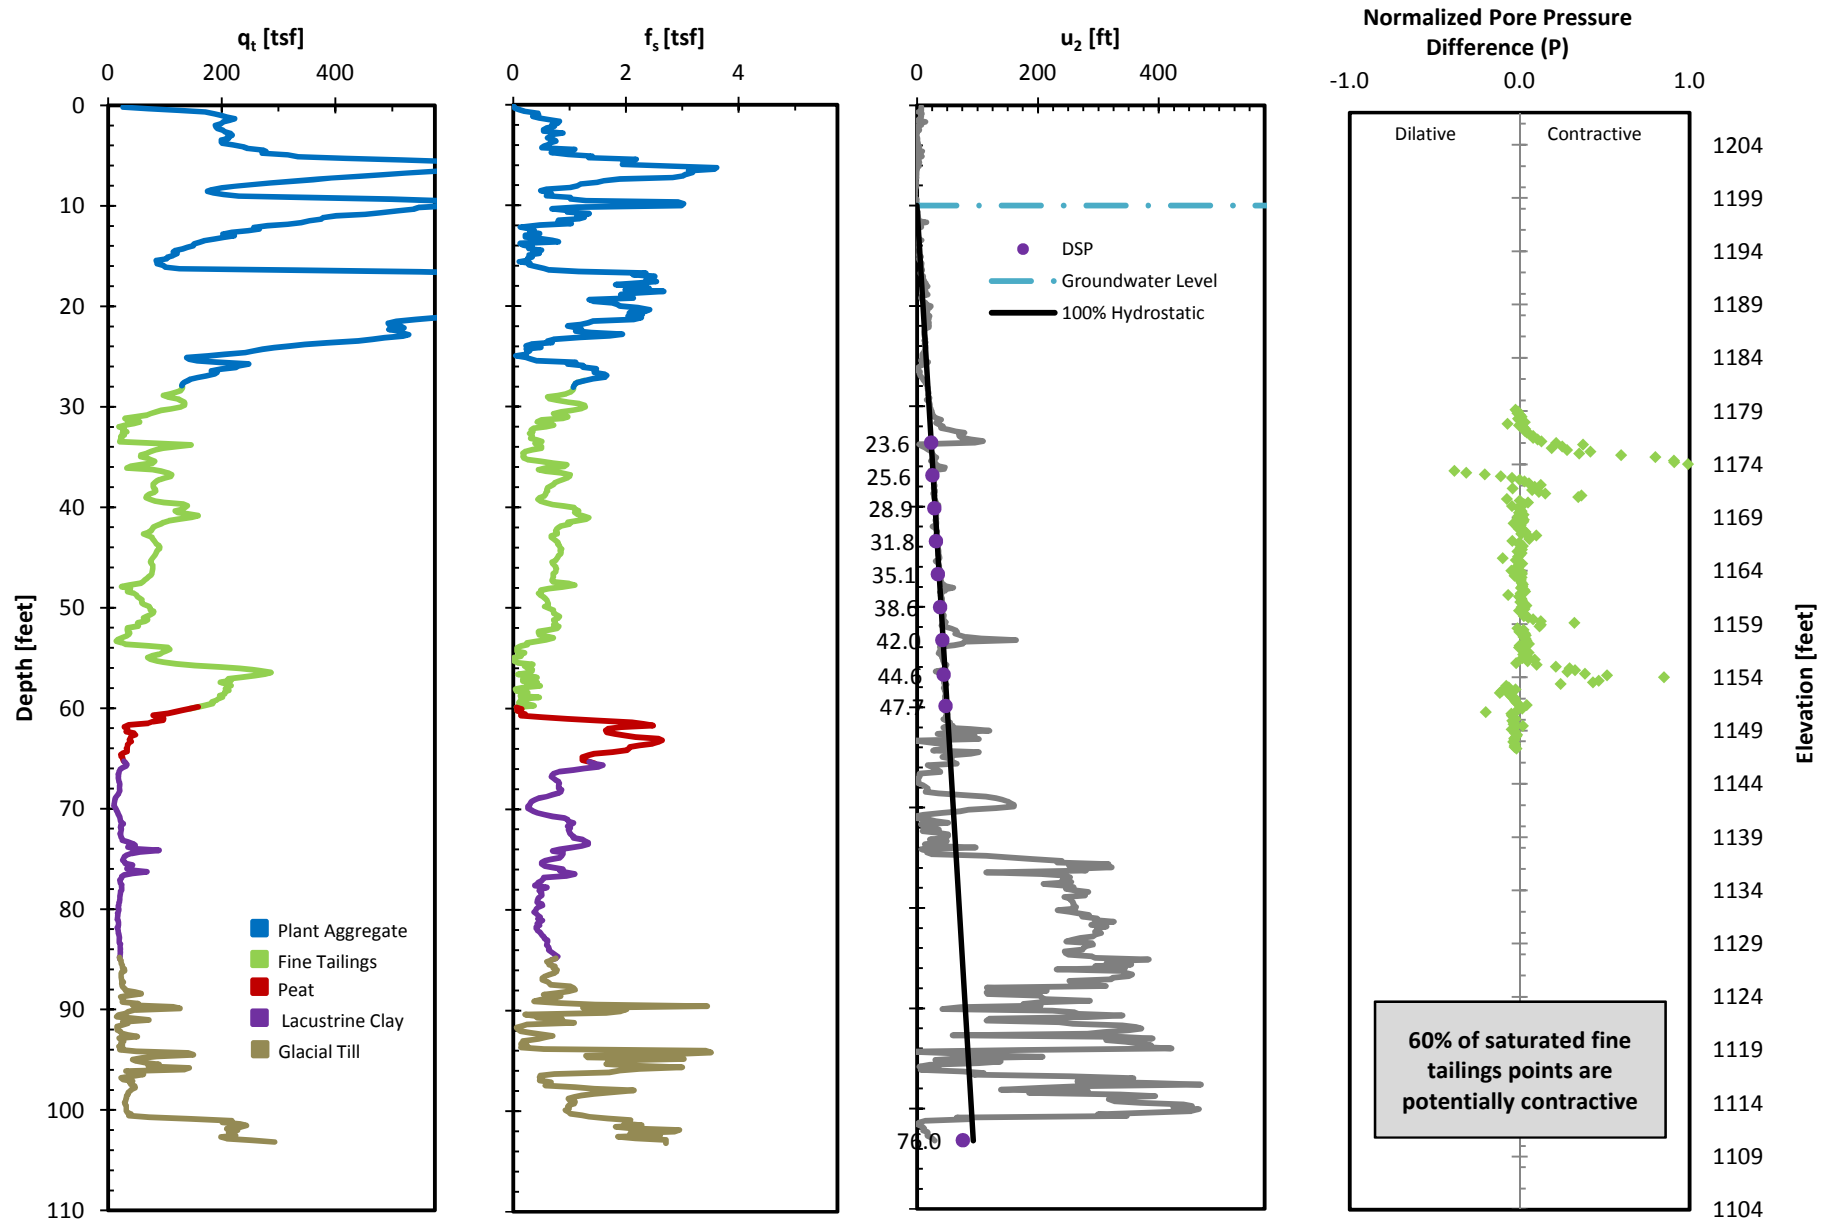 qt [tsf]
0 200 400
fs [tsf]
0 2 4
u2 [ft]
0 200 400
Normalized Pore Pressure
Difference (P)
-1.0 0.0 1.0
Depth [feet]
0
10
20
30
40
50
60
70
80
90
100
110
Plant Aggregate
Fine Tailings
Peat
Lacustrine Clay
Glacial Till
DSP
Groundwater Level
100% Hydrostatic
23.6
25.6
28.9
31.8
35.1
38.6
42.0
44.6
47.7
76.0
Dilative Contractive
60% of saturated fine
tailings points are
potentially contractive
1204
1199
1194
1189
1184
1179
1174
1169
1164
1159
1154
1149
1144
1139
1134
1129
1124
1119
1114
1109
1104
Elevation [feet]